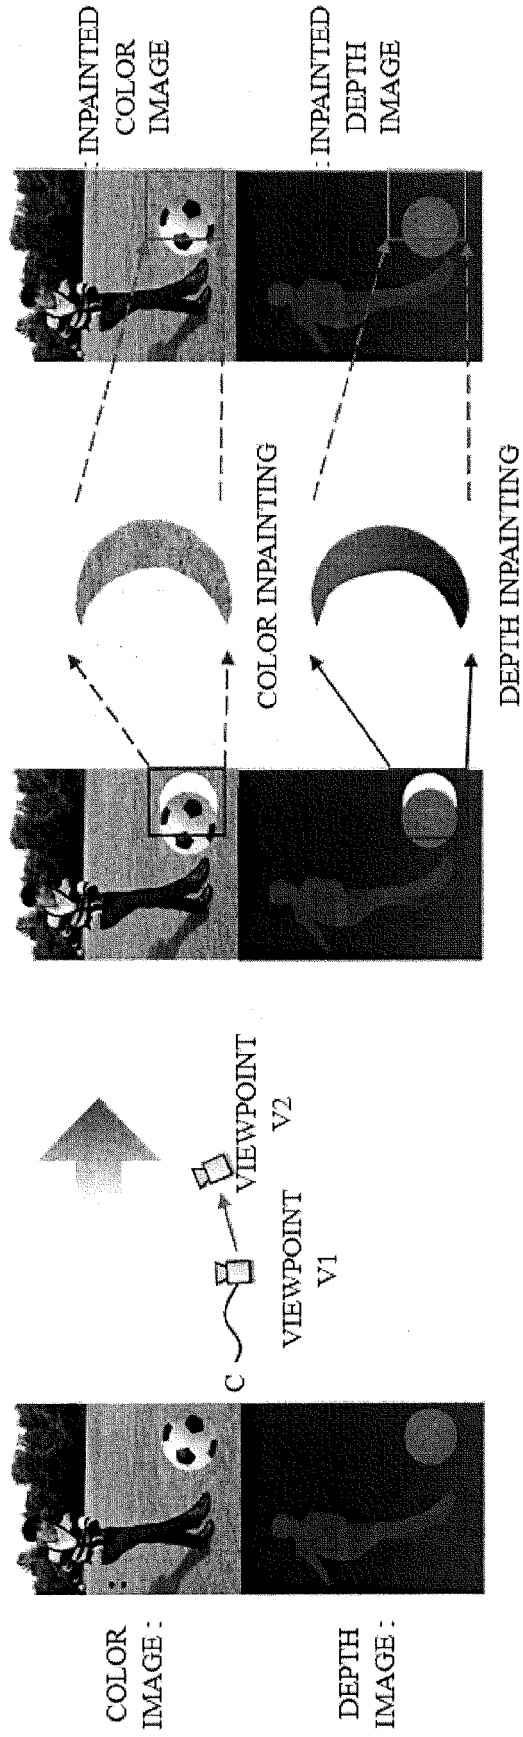 COLOR
IMAGE :
DEPTH
IMAGE :
C
VIEWPOINT
V1
VIEWPOINT
V2
COLOR INPAINTING
DEPTH INPAINTING
: INPAINTED
COLOR
IMAGE
: INPAINTED
DEPTH
IMAGE